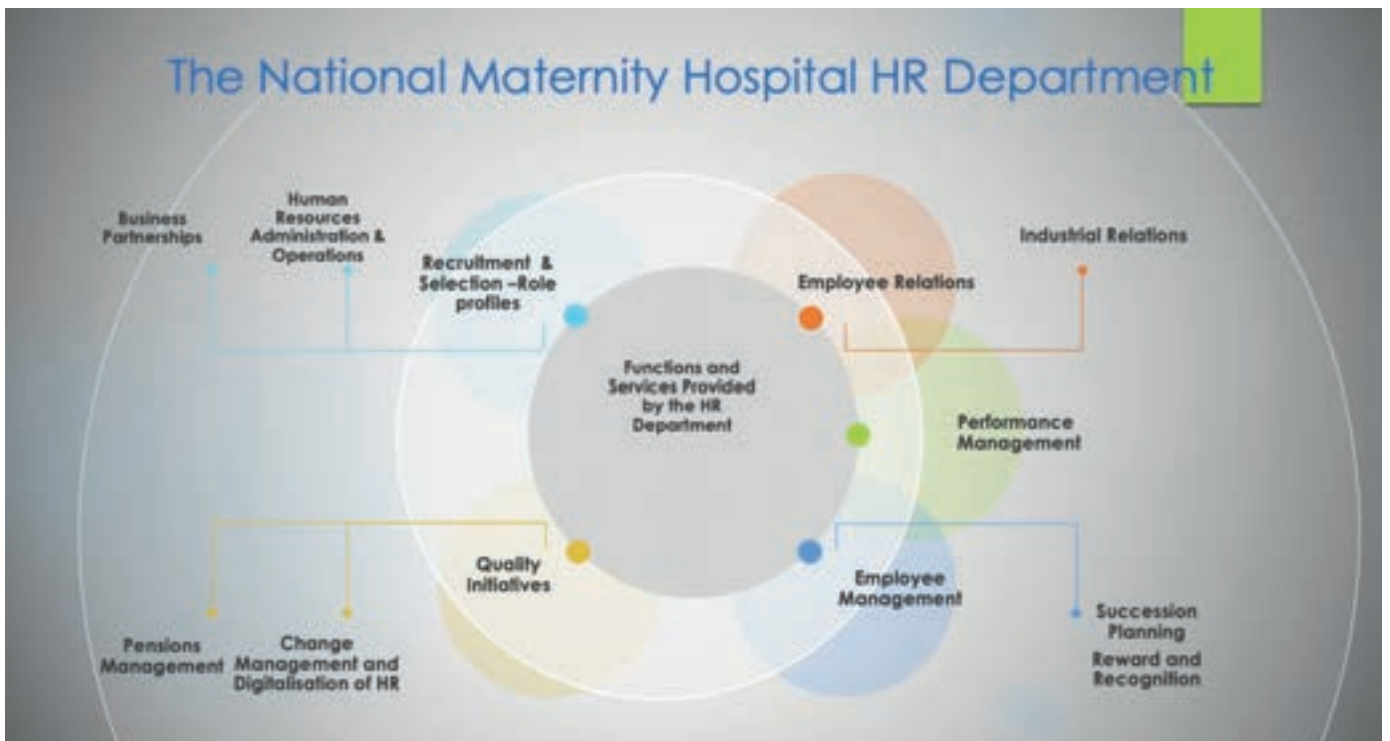 The National Maternity Hospital HR Department
Business
Partnerships
Human
Resources
Administration &
Operations
Recruitment &
Selection –Role
profiles
Employee Relations
Industrial Relations
Functions and
Services Provided
by the HR
Department
Performance
Management
Quality
Initiatives
Employee
Management
Pensions
Management
Change
Management and
Digitalisation of HR
Succession
Planning
Reward and
Recognition